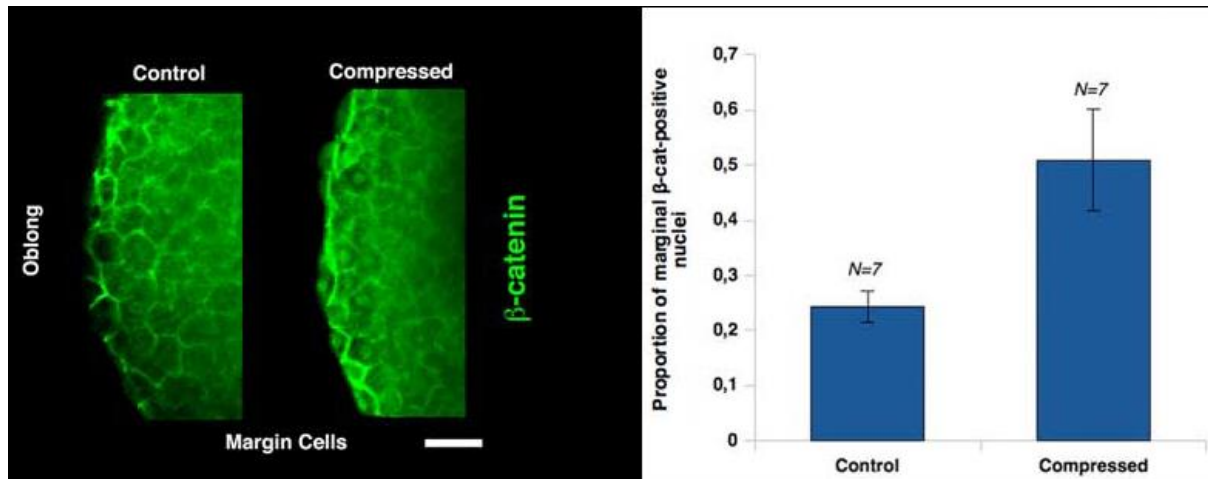 Control
Compressed
Oblong
β-catenin
Margin Cells
Proportion of marginal β-cat-positive
nuclei
0,7
0,6
0,5
0,4
0,3
0,2
0,1
0
N=7
N=7
Control
Compressed